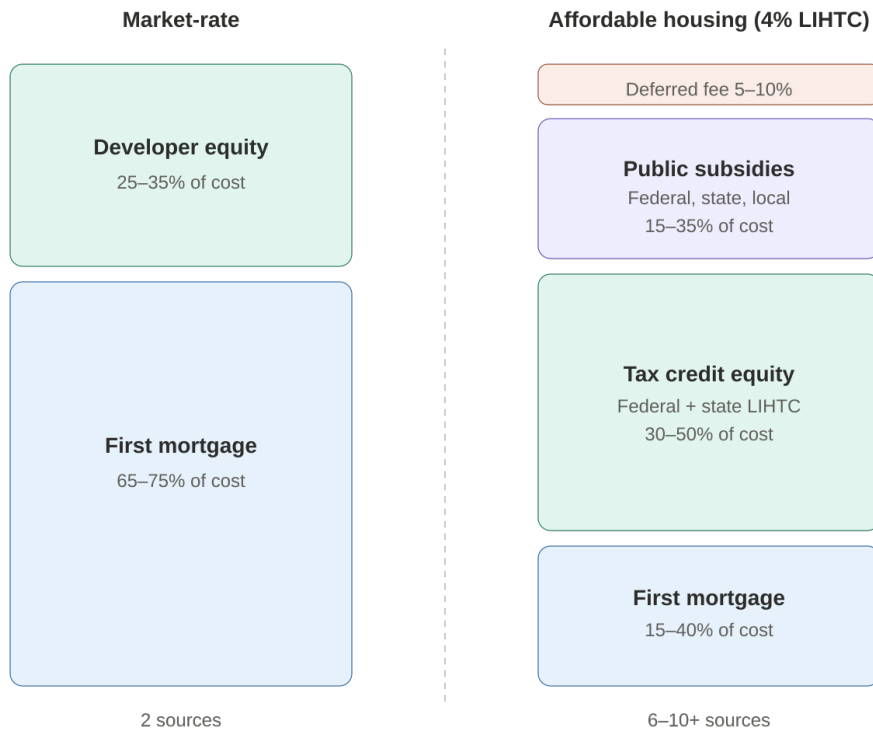 Market-rate
Developer equity
25–35% of cost
First mortgage
65–75% of cost
2 sources
Affordable housing (4% LIHTC)
Deferred fee 5–10%
Public subsidies
Federal, state, local
15–35% of cost
Tax credit equity
Federal + state LIHTC
30–50% of cost
First mortgage
15–40% of cost
6–10+ sources